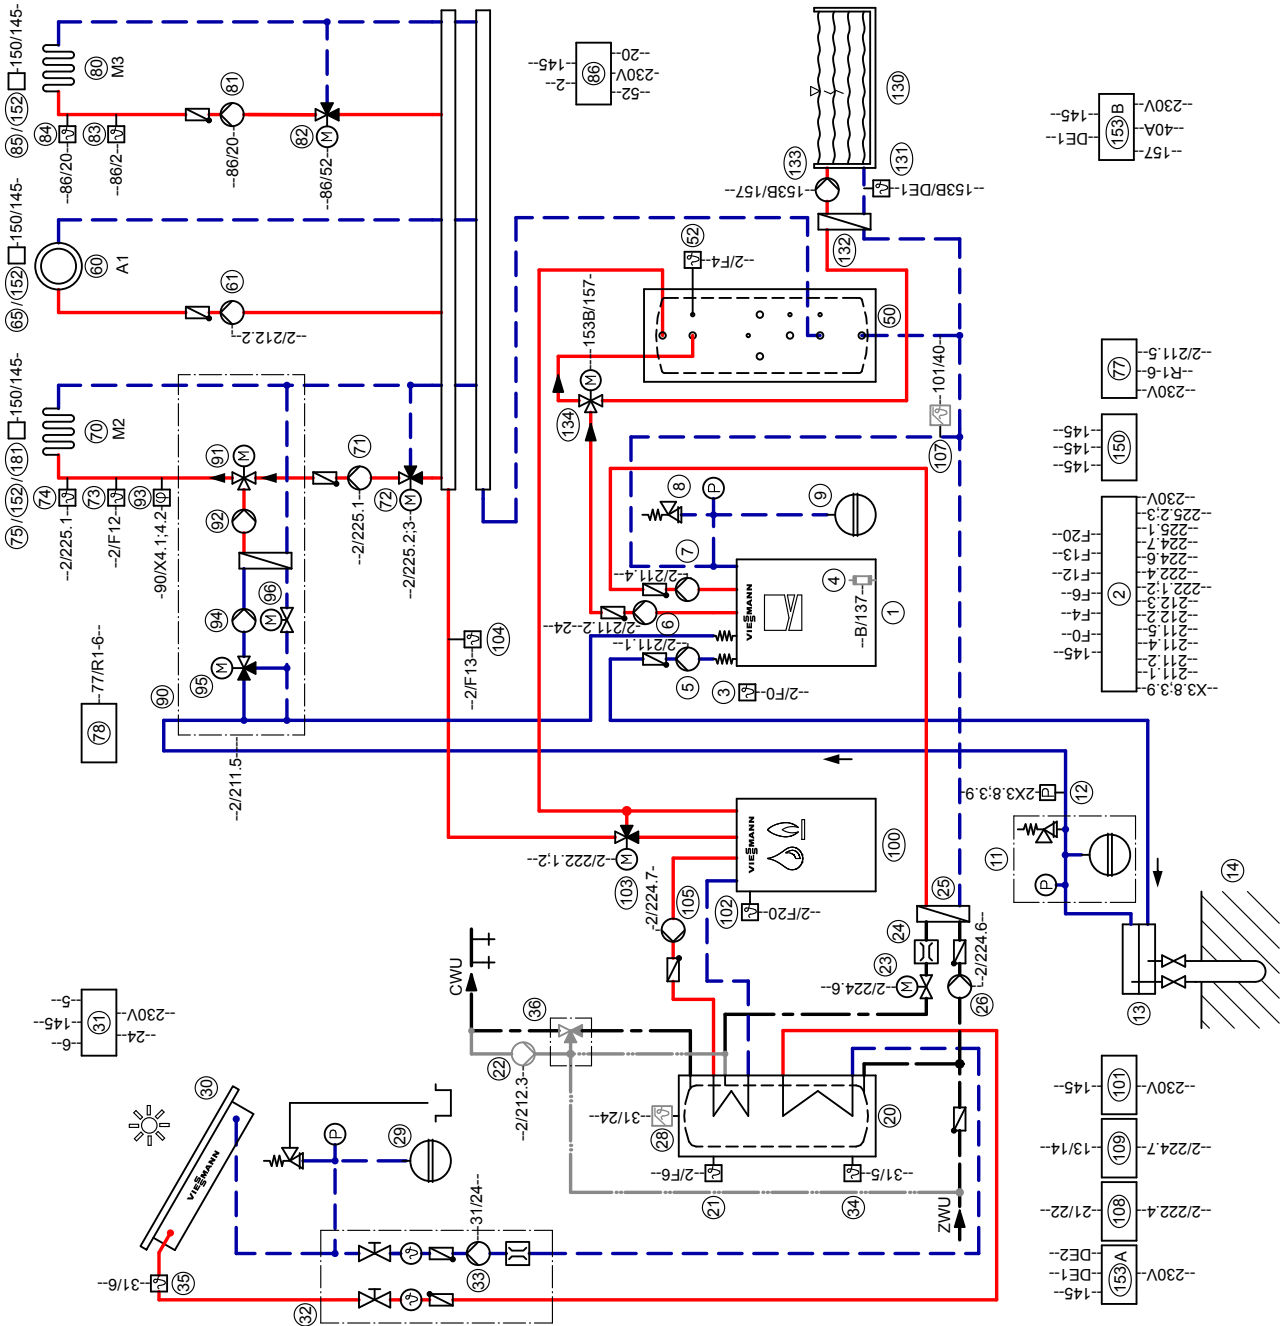 85/152 -150/145-
80
M3
84
--86/20--
83
--86/2--
81
--86/20--
82
M
--86/52--
65/152 -150/145-
60
A1
61
--2/212.2--
75/152/181 -150/145-
70
M2
74
--2/225.1--
73
--2/F12--
93
-90/X4.1;4.2-
91
M
92
71
--2/225.1--
72
M
--2/225.2;3--
94
96
M
95
M
90
--2/211.5--
78
--77/R1-6--
86
--20--
-230V-
--52--
--145--
--2--
130
133
--153B/157--
131
--153B/DE1--
132
153 B
--230V-
--40A-
--157-
--145--
--DE1--
52
--2/F4--
50
M
134
--153B/157-
107
--101/40--
77
--2/211.5-
--R1-6-
--230V-
150
--145--
--145--
--145--
2
--230V-
--225.2;3-
--225.1-
--224.7-
--224.6-
--222.4-
--222.1;2-
--212.3-
--212.2-
--211.5-
--211.4-
--211.2-
--211.1-
--X3.8;3.9-
--F20--
--F13--
--F12--
--F6--
--F4--
--F0--
--145--
8
P
9
7
--2/211.4--
6
--2/211.2--24--
--2/211.1--
5
4
--B/137--
VIESSMANN
1
3
--2/F0--
104
--2/F13--
M
103
--2/222.1;2--
VIESSMANN
100
102
--2/F20--
105
-2/224.7-
12
-2X3.8;3.9
P
11
P
14
13
25
24
23
M
--2/224.6--
26
--2/224.6--
CWU
36
22
--2/212.3--
31
--5--
--145--
--6--
--230V-
--24--
30
VIESSMANN
P
29
--31/24--
28
20
21
--2/F6--
34
--31/5--
ZWU
33
--31/24--
32
35
--31/6--
101
--145--
--230V-
109
--13/14--
--2/224.7-
108
--21/22--
--2/222.4-
153 A
--DE2--
--DE1--
--145--
--230V-